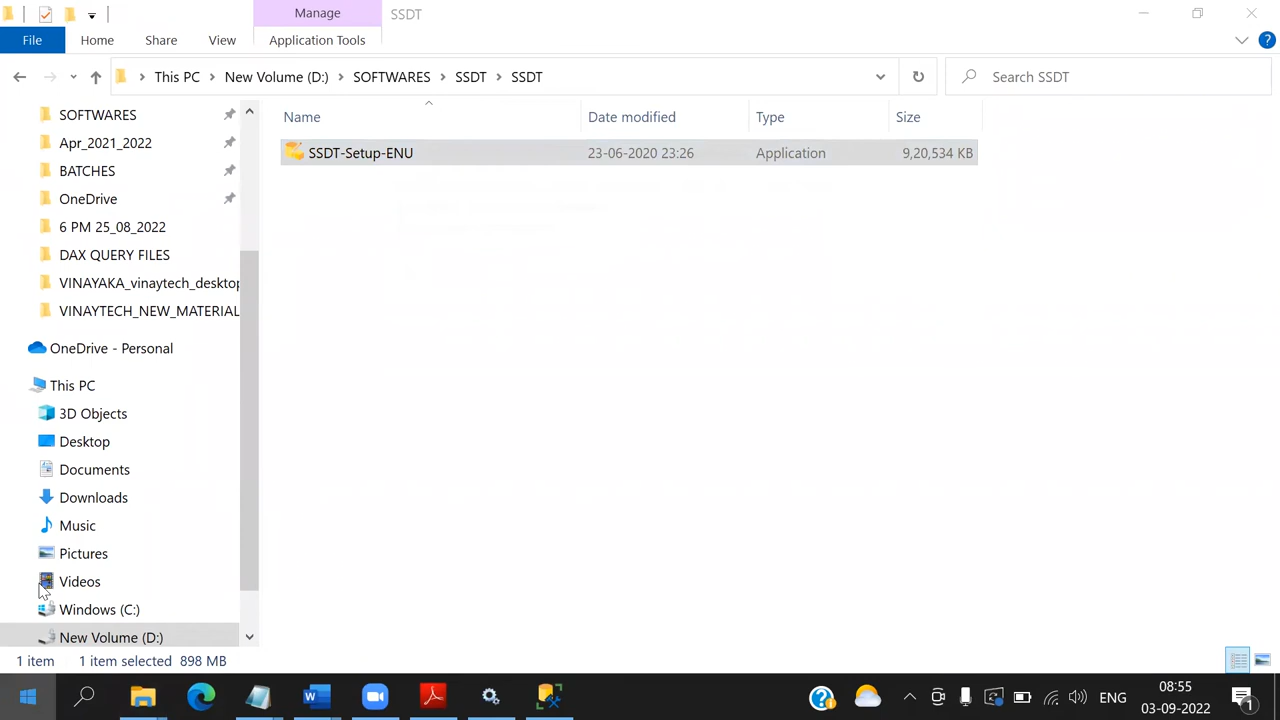 Manage
SSDT
File
Home
Share
View
Application Tools
This PC
New Volume (D:)
SOFTWARES
SSDT
SSDT
Search SSDT
Name
Date modified
Type
Size
SSDT-Setup-ENU
23-06-2020 23:26
Application
9,20,534 KB
SOFTWARES
Apr_2021_2022
BATCHES
OneDrive
6 PM 25_08_2022
DAX QUERY FILES
VINAYAKA_vinaytech_desktop
VINAYTECH_NEW_MATERIAL
OneDrive - Personal
This PC
3D Objects
Desktop
Documents
Downloads
Music
Pictures
Videos
Windows (C:)
New Volume (D:)
1 item
1 item selected
898 MB
ENG
08:55
03-09-2022
1